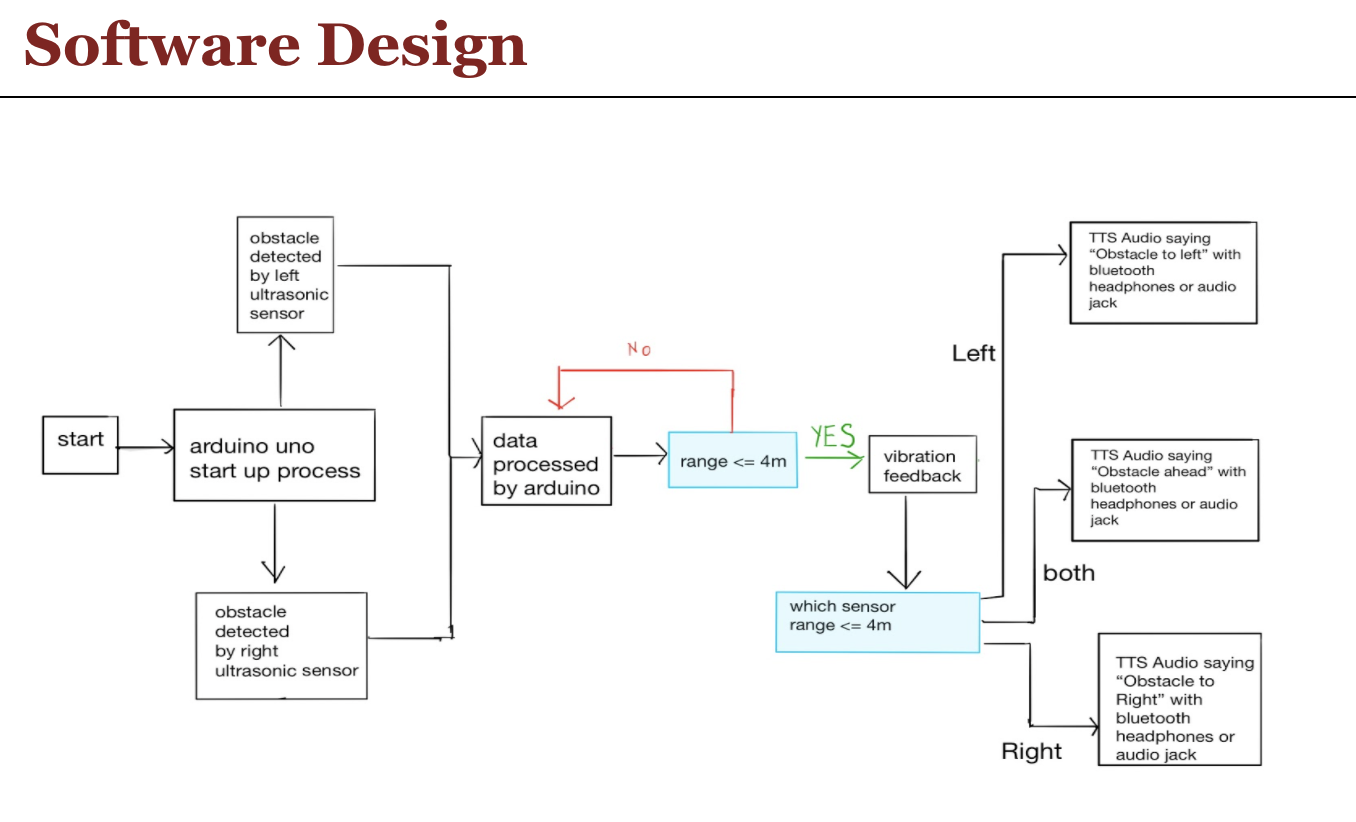 Software Design
obstacle
detected
by left
ultrasonic
sensor
start
arduino uno
start up process
obstacle
detected
by right
ultrasonic sensor
data
processed
by arduino
NO
range <= 4m
YES
vibration
feedback
which sensor
range <= 4m
Left
TTS Audio saying
“Obstacle to left” with
bluetooth
headphones or audio
jack
both
TTS Audio saying
“Obstacle ahead” with
bluetooth
headphones or audio
jack
Right
TTS Audio saying
“Obstacle to
Right” with
bluetooth
headphones or
audio jack